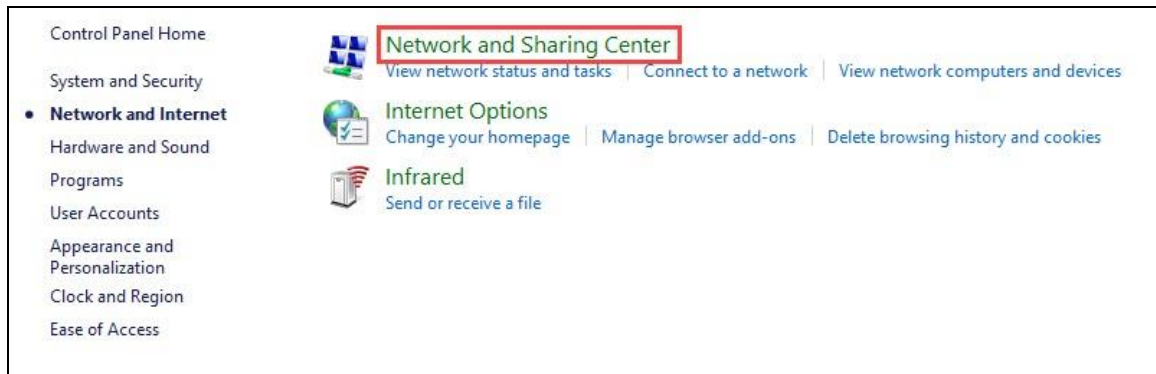 Control Panel Home
System and Security
Network and Internet
Hardware and Sound
Programs
User Accounts
Appearance and
Personalization
Clock and Region
Ease of Access
Network and Sharing Center
View network status and tasks | Connect to a network | View network computers and devices
Internet Options
Change your homepage | Manage browser add-ons | Delete browsing history and cookies
Infrared
Send or receive a file